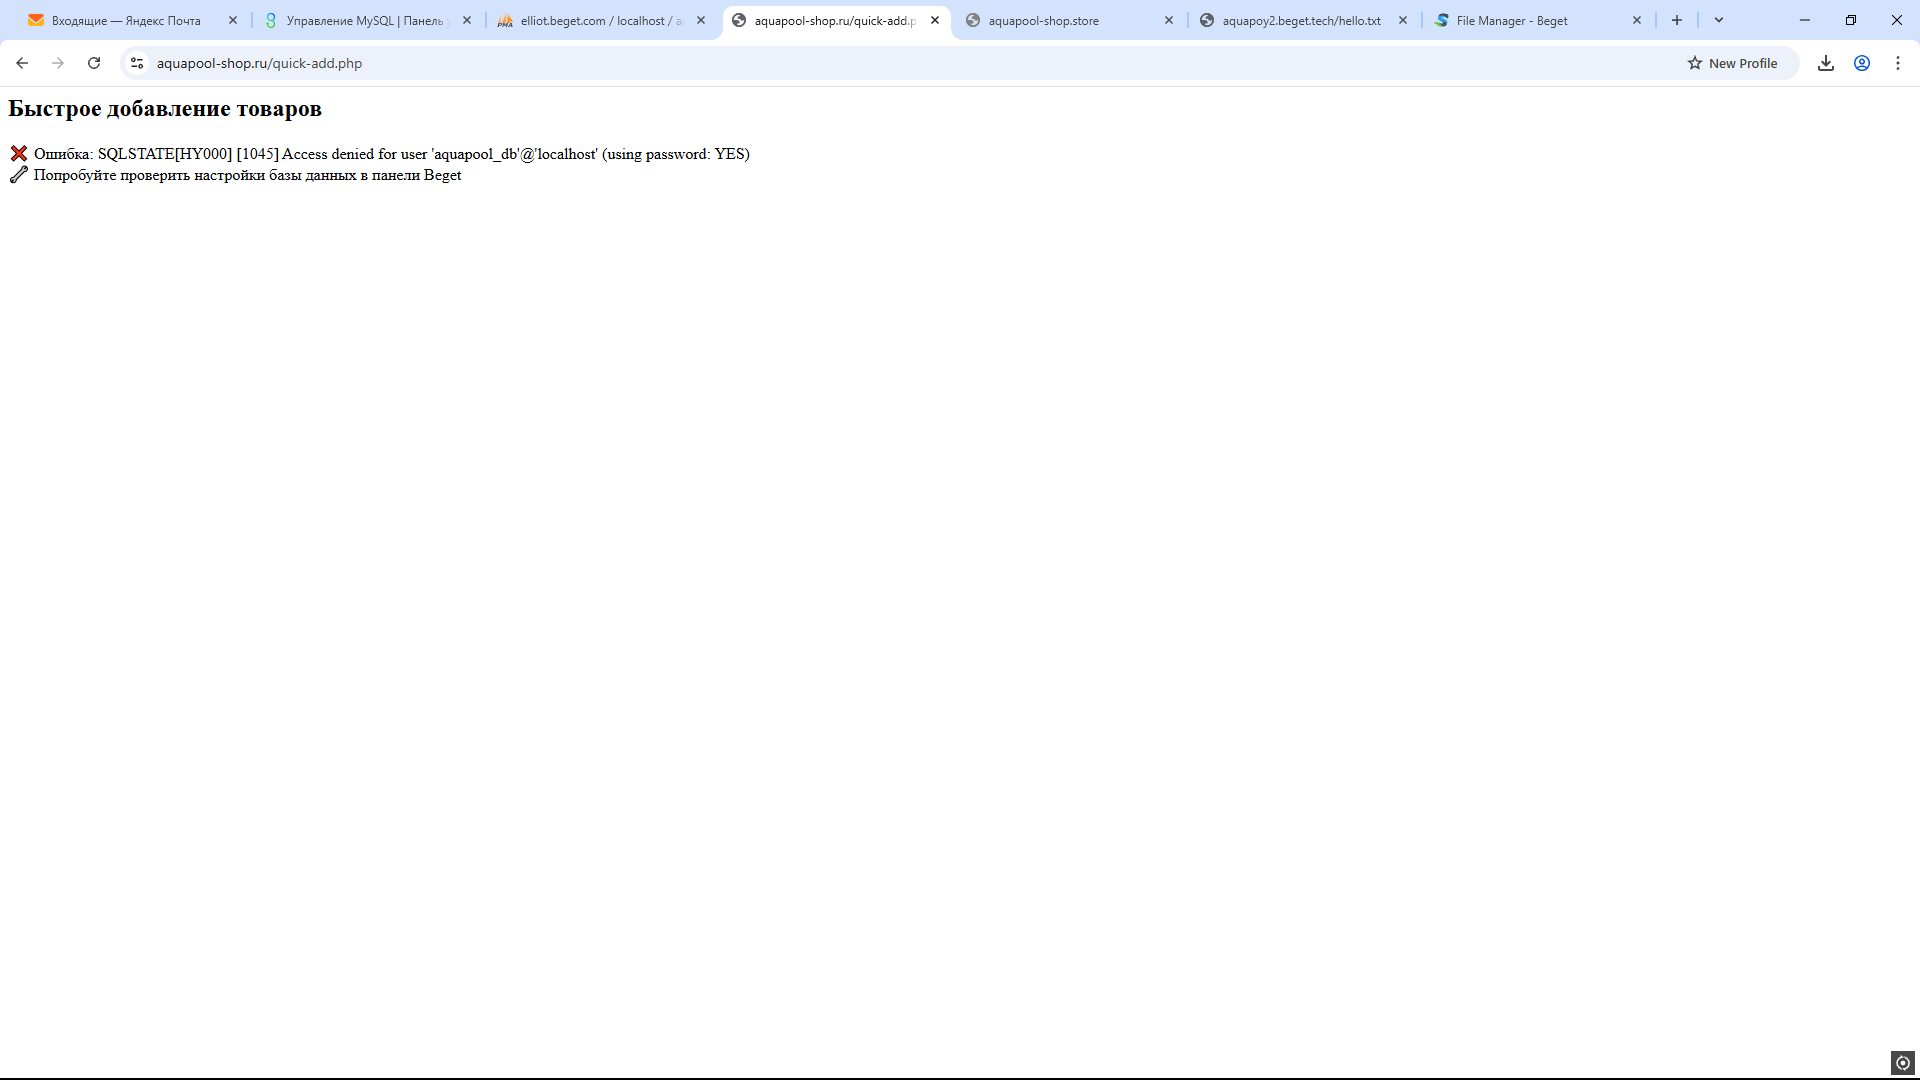 Входящие — Яндекс Почта
Управление MySQL | Панель
elliot.beget.com / localhost /
aquapool-shop.ru/quick-add.p
aquapool-shop.store
aquapoy2.beget.tech/hello.txt
File Manager - Beget
aquapool-shop.ru/quick-add.php
New Profile
Быстрое добавление товаров
❌ Ошибка: SQLSTATE[HY000] [1045] Access denied for user 'aquapool_db'@'localhost' (using password: YES)
🔧 Попробуйте проверить настройки базы данных в панели Beget